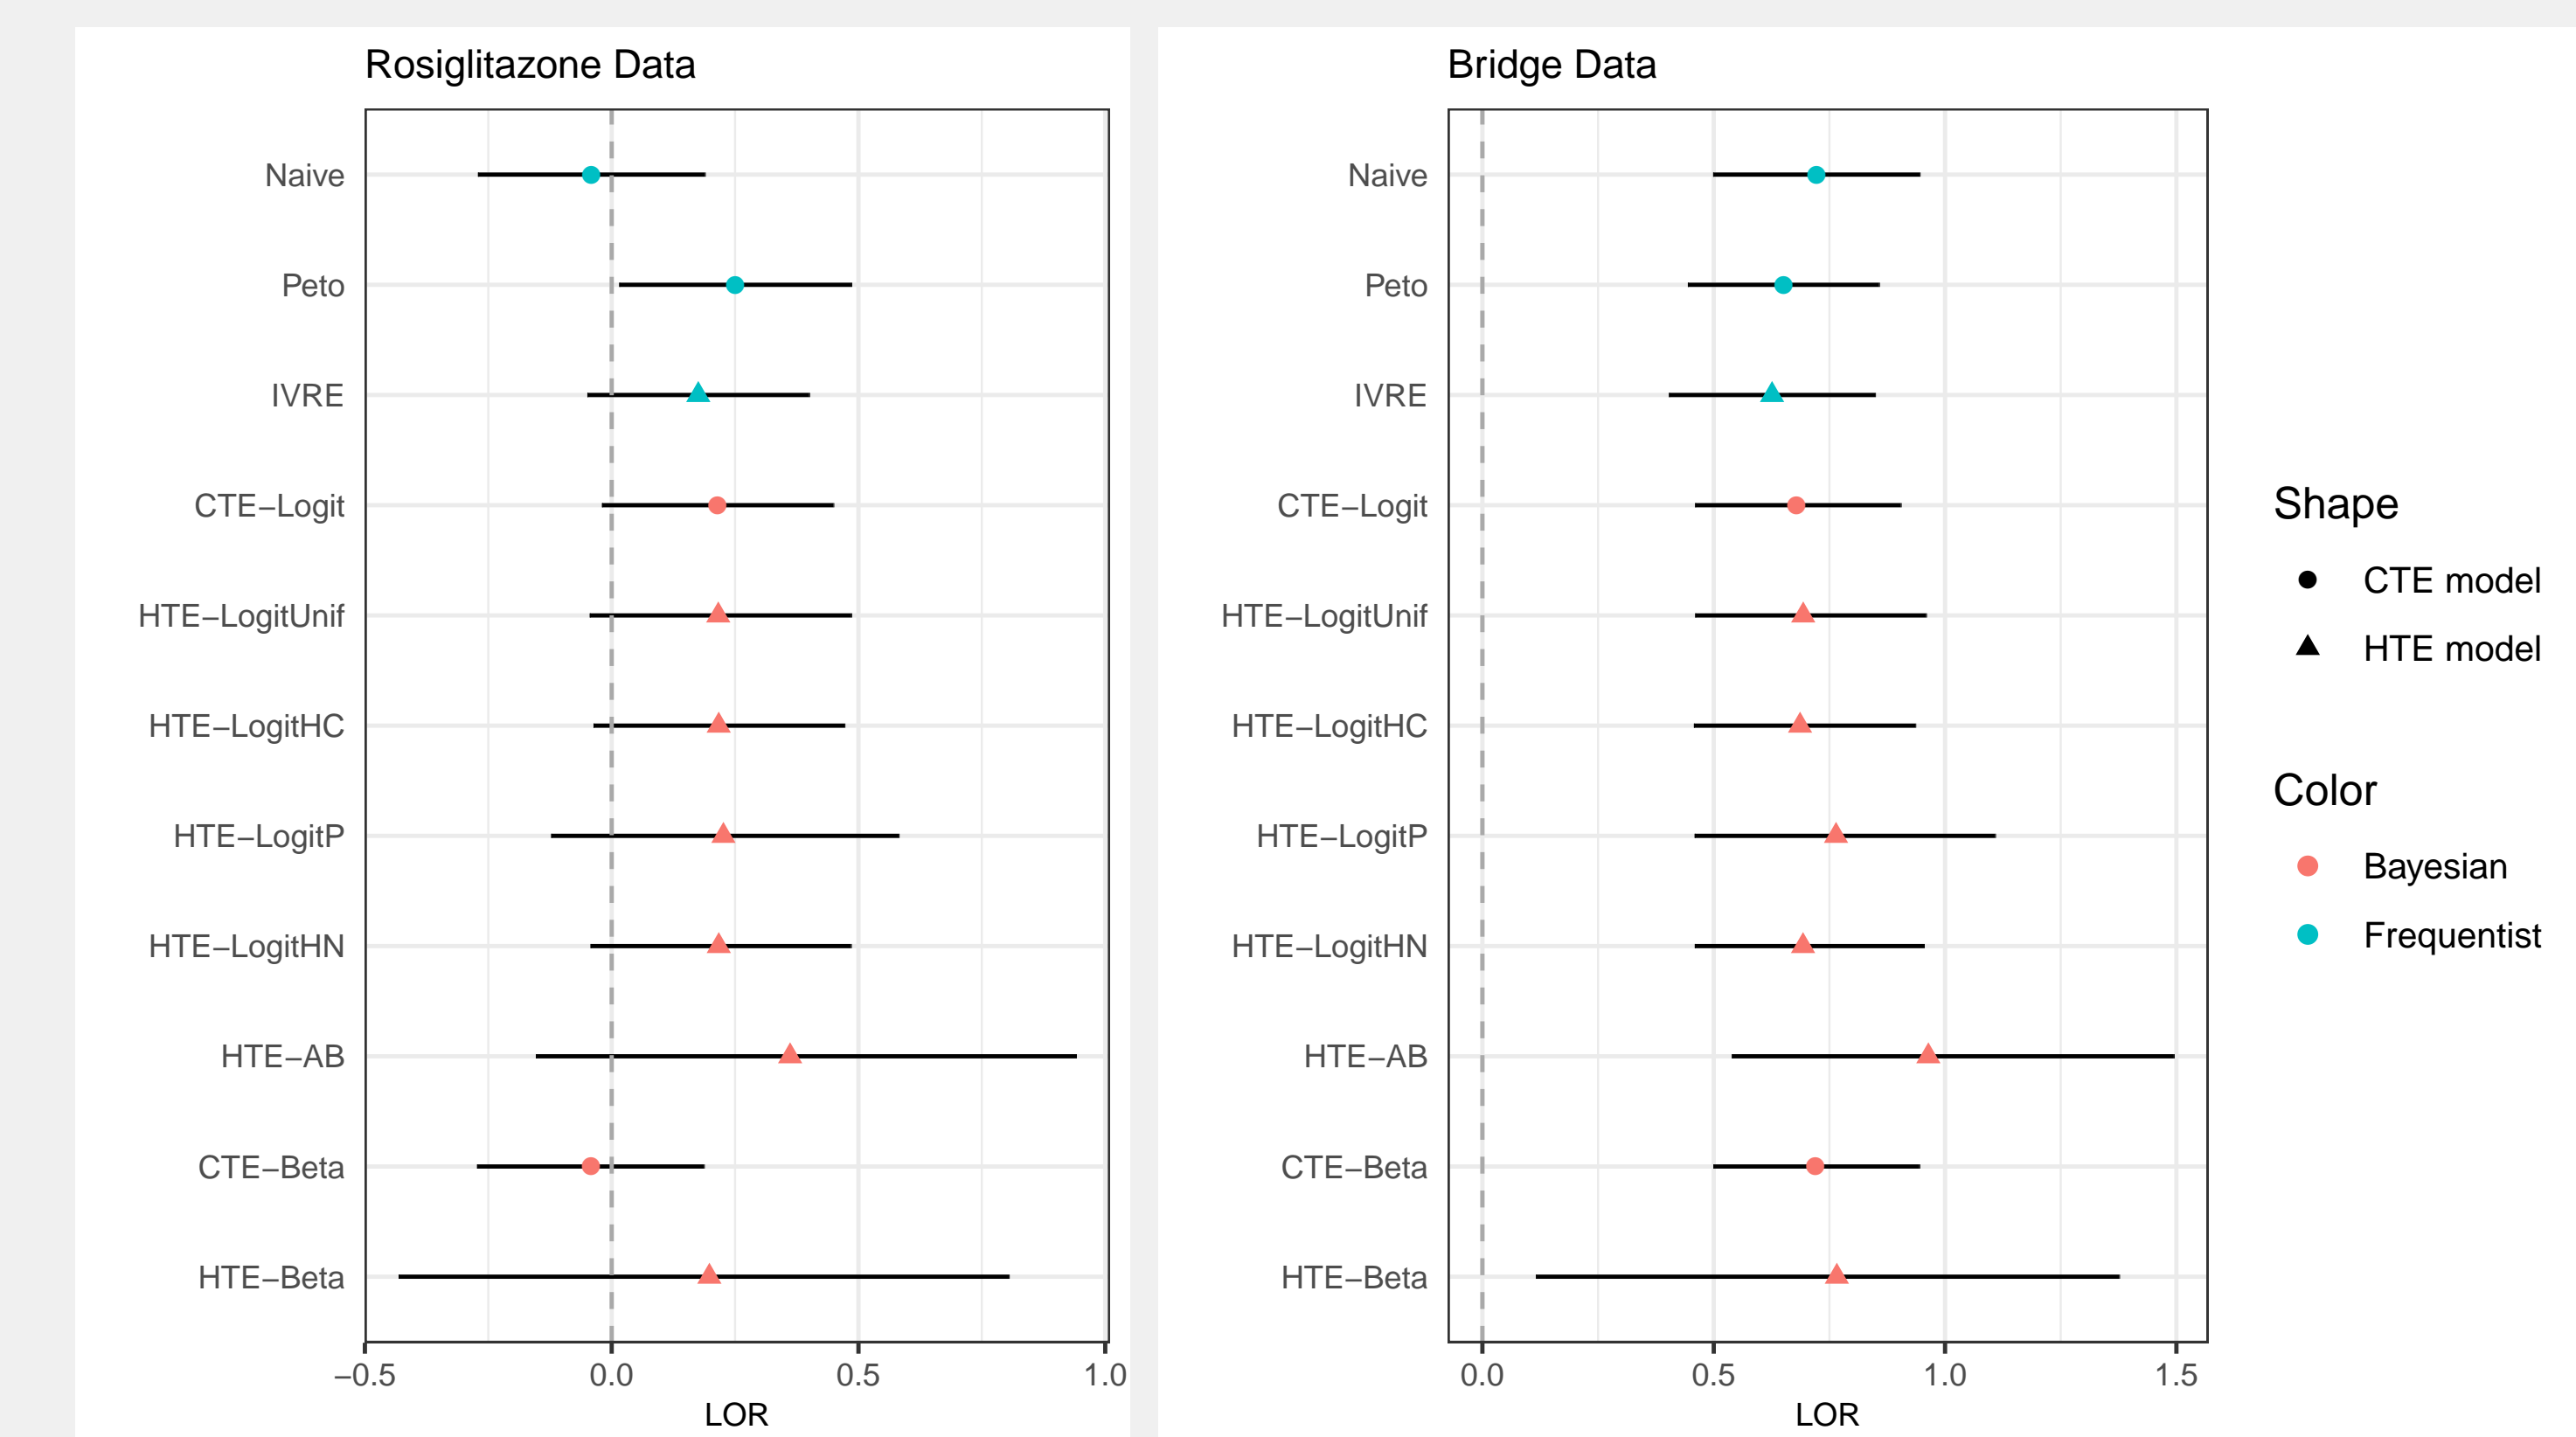 Rosiglitazone Data
Naive
Peto
IVRE
CTE−Logit
HTE−LogitUnif
HTE−LogitHC
HTE−LogitP
HTE−LogitHN
HTE−AB
CTE−Beta
HTE−Beta
−0.5 0.0 0.5 1.0
LOR
Bridge Data
Naive
Peto
IVRE
CTE−Logit
HTE−LogitUnif
HTE−LogitHC
HTE−LogitP
HTE−LogitHN
HTE−AB
CTE−Beta
HTE−Beta
0.0 0.5 1.0 1.5
LOR
Shape
CTE model
HTE model
Color
Bayesian
Frequentist